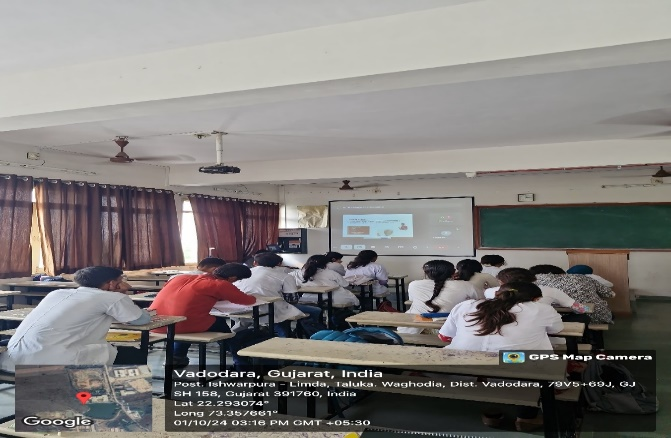 GPS Map Camera
Vadodara, Gujarat, India
Post. Ishwarpura - Limda, Taluka. Waghodia, Dist. Vadodara, 79V5+69J, GJ
SH 158, Gujarat 391760, India
Lat 22.293074°
Long 73.357661°
01/10/24 03:16 PM GMT +05:30
Google